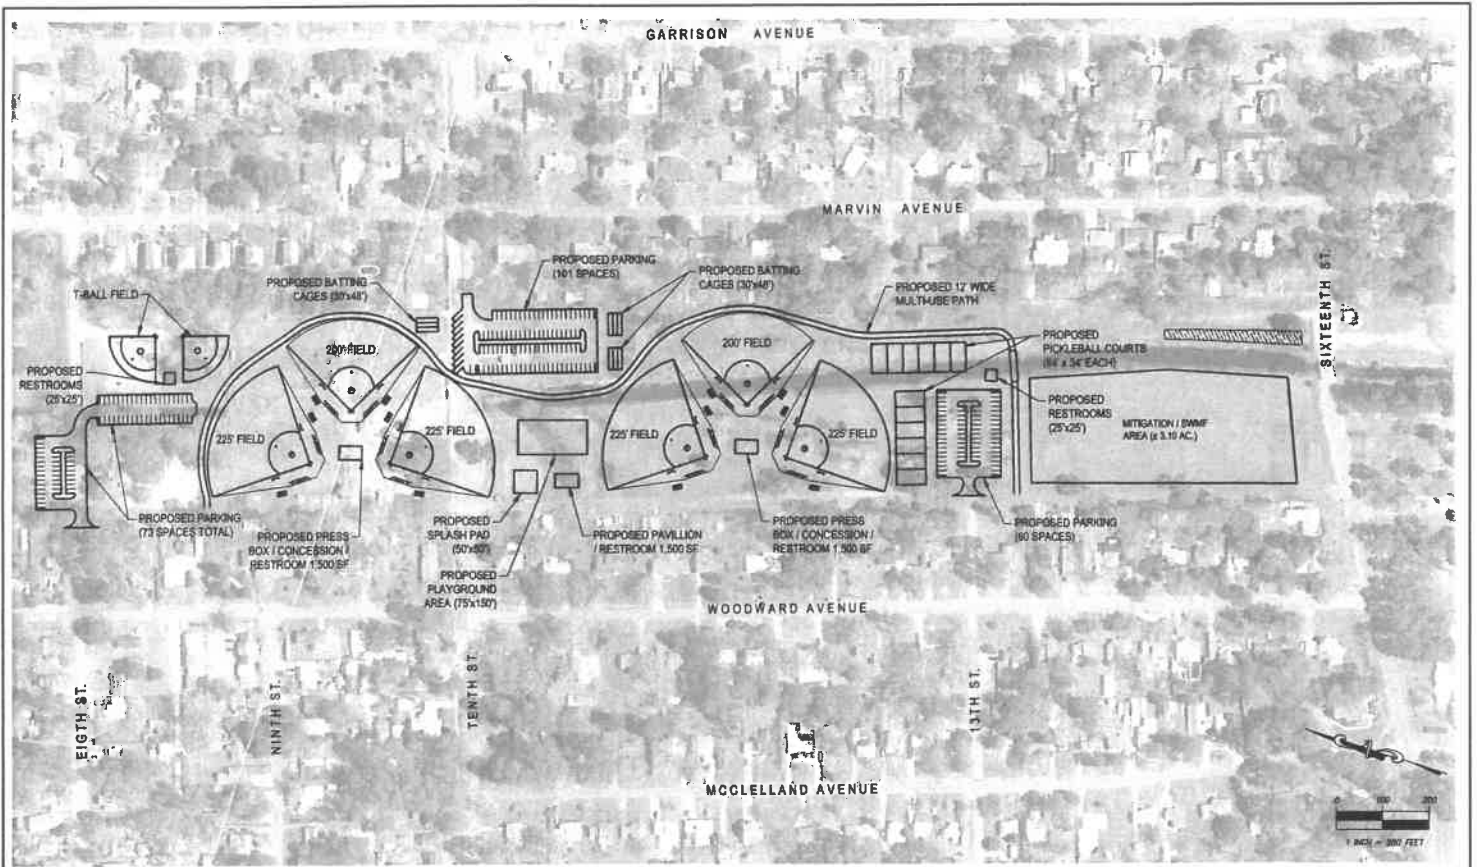 GARRISON AVENUE
MARVIN AVENUE
SIXTEENTH ST.
T-BALL FIELD
PROPOSED BATTING
CAGES (30'x48')
PROPOSED PARKING
(101 SPACES)
PROPOSED BATTING
CAGES (30'x48')
PROPOSED 12' WIDE
MULTI-USE PATH
PROPOSED
PICKLEBALL COURTS
(64' x 34' EACH)
PROPOSED
RESTROOMS
(25'x25')
200' FIELD
225' FIELD
225' FIELD
200' FIELD
225' FIELD
225' FIELD
PROPOSED
RESTROOMS
(25'x25')
MITIGATION / SWMF
AREA (± 3.10 AC.)
PROPOSED PARKING
(73 SPACES TOTAL)
PROPOSED PRESS
BOX / CONCESSION /
RESTROOM 1,500 SF
PROPOSED
SPLASH PAD
(50'x50')
PROPOSED
PLAYGROUND
AREA (75'x150')
PROPOSED PAVILLION
/ RESTROOM 1,500 SF
PROPOSED PRESS
BOX / CONCESSION /
RESTROOM 1,500 SF
PROPOSED PARKING
(60 SPACES)
WOODWARD AVENUE
EIGTH ST.
NINTH ST.
TENTH ST.
13TH ST.
MCCLELLAND AVENUE
0 100 200
1 INCH = 200 FEET